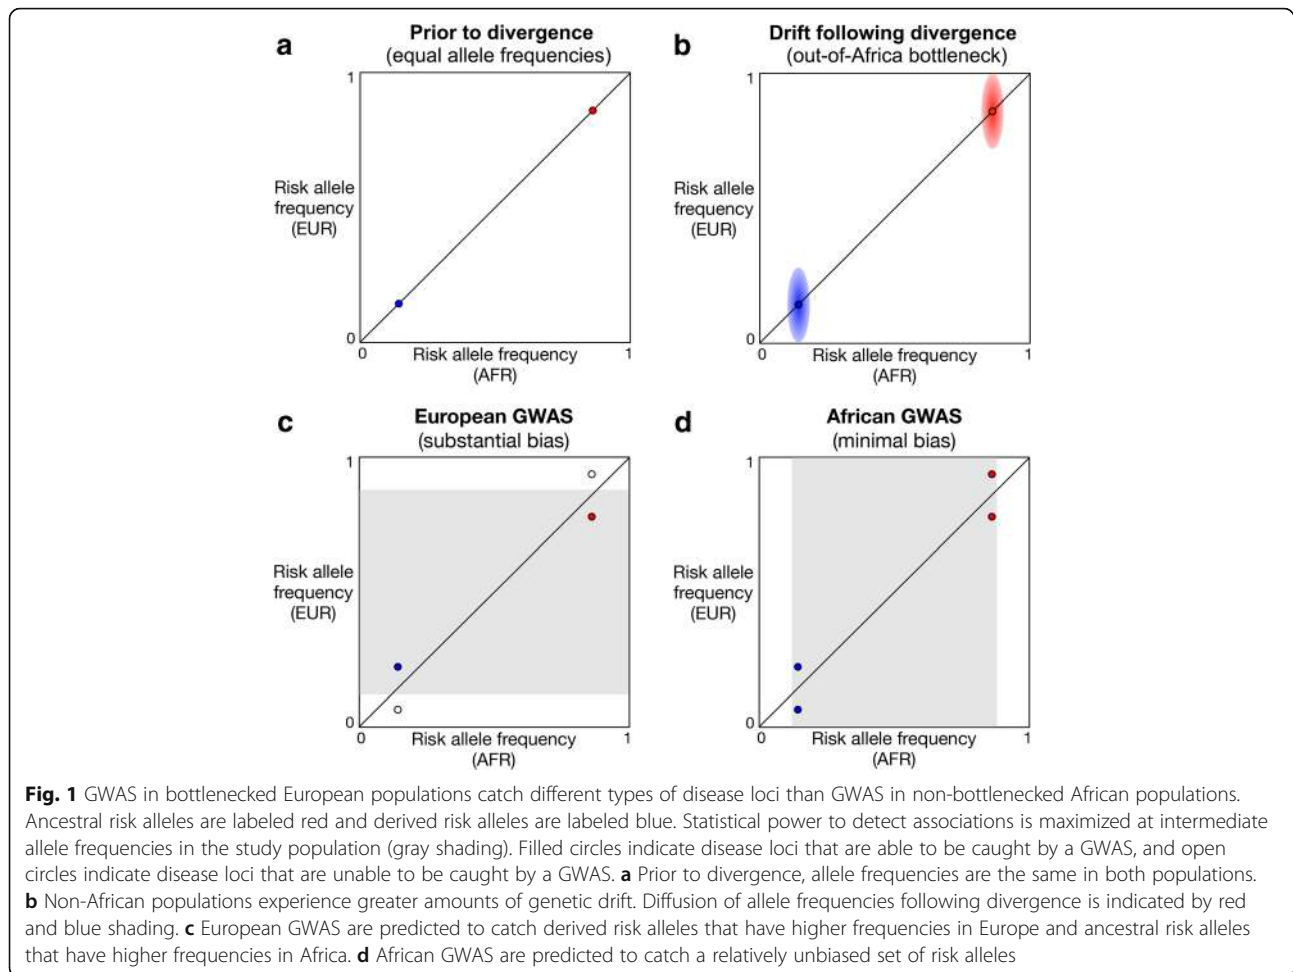 a
Prior to divergence
(equal allele frequencies)
1
Risk allele
frequency
(EUR)
0
0
Risk allele frequency
1
(AFR)
b
Drift following divergence
(out-of-Africa bottleneck)
1
Risk allele
frequency
(EUR)
0
0
Risk allele frequency
1
(AFR)
c
European GWAS
(substantial bias)
1
Risk allele
frequency
(EUR)
0
0
Risk allele frequency
1
(AFR)
d
African GWAS
(minimal bias)
1
Risk allele
frequency
(EUR)
0
0
Risk allele frequency
1
(AFR)
Fig. 1 GWAS in bottlenecked European populations catch different types of disease loci than GWAS in non-bottlenecked African populations.
Ancestral risk alleles are labeled red and derived risk alleles are labeled blue. Statistical power to detect associations is maximized at intermediate
allele frequencies in the study population (gray shading). Filled circles indicate disease loci that are able to be caught by a GWAS, and open
circles indicate disease loci that are unable to be caught by a GWAS. a Prior to divergence, allele frequencies are the same in both populations.
b Non-African populations experience greater amounts of genetic drift. Diffusion of allele frequencies following divergence is indicated by red
and blue shading. c European GWAS are predicted to catch derived risk alleles that have higher frequencies in Europe and ancestral risk alleles
that have higher frequencies in Africa. d African GWAS are predicted to catch a relatively unbiased set of risk alleles